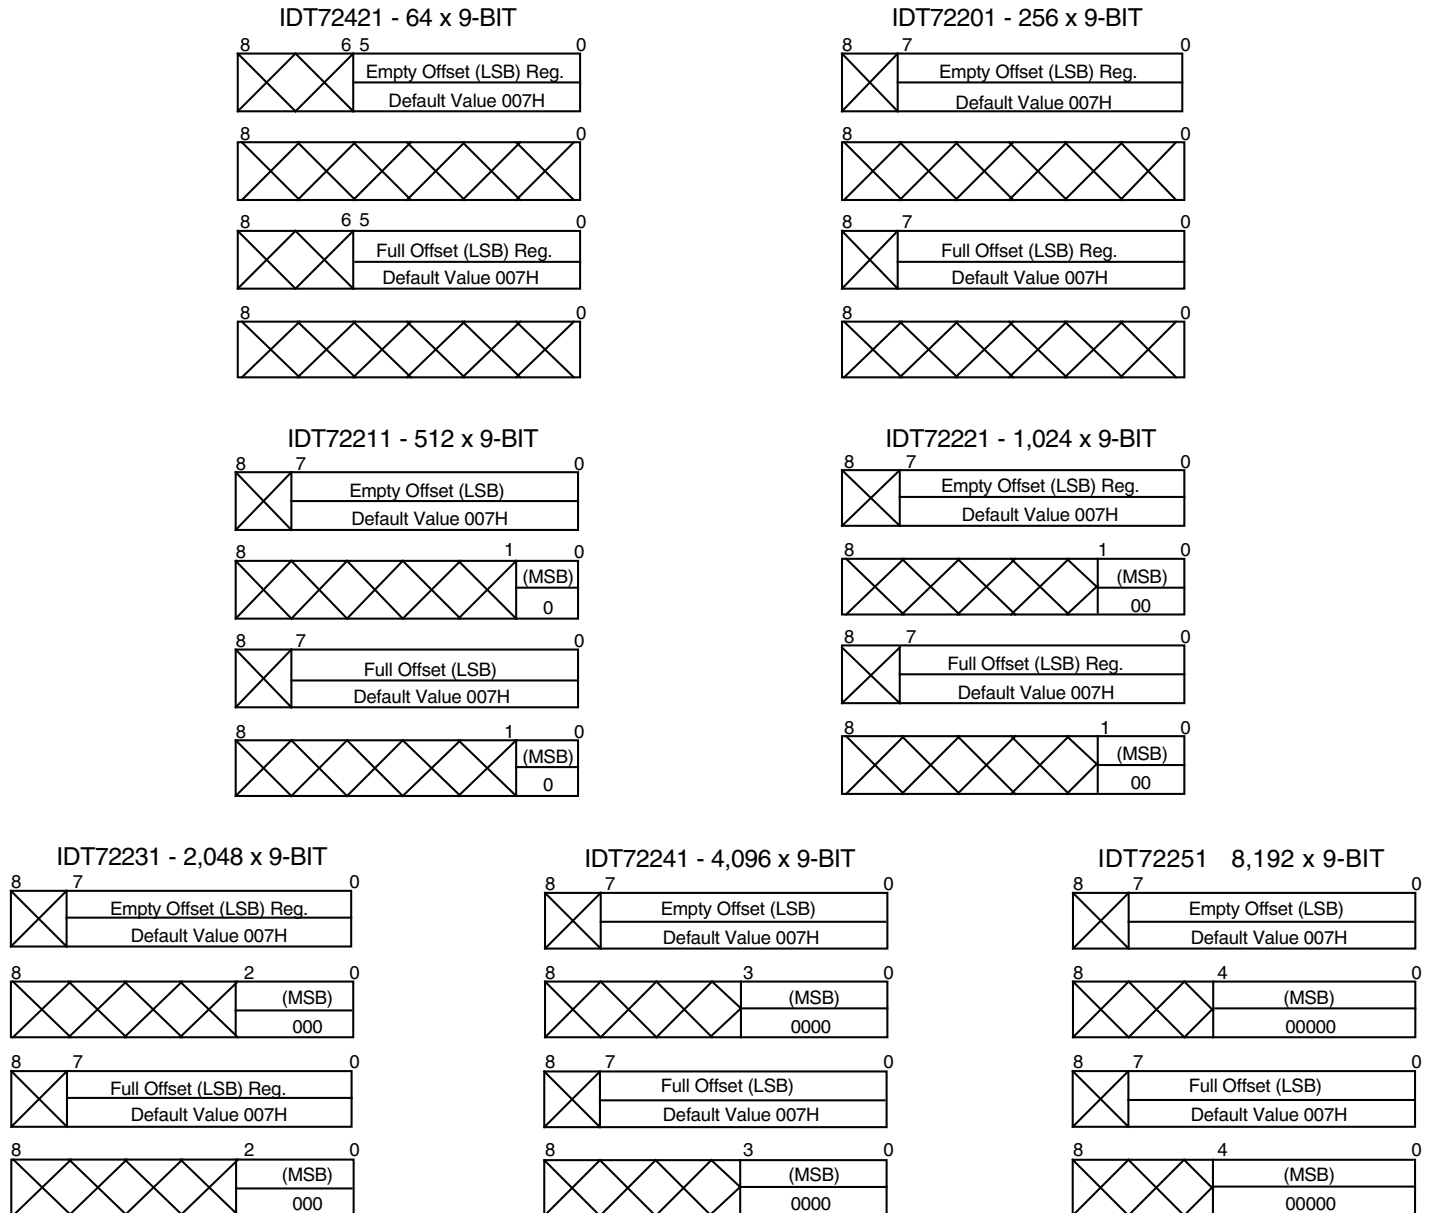 IDT72421 - 64 x 9-BIT
8 6 5 0
Empty Offset (LSB) Reg.
Default Value 007H
8 0
8 6 5 0
Full Offset (LSB) Reg.
Default Value 007H
8 0
IDT72201 - 256 x 9-BIT
8 7 0
Empty Offset (LSB) Reg.
Default Value 007H
8 0
8 7 0
Full Offset (LSB) Reg.
Default Value 007H
8 0
IDT72211 - 512 x 9-BIT
8 7 0
Empty Offset (LSB)
Default Value 007H
8 1 0
(MSB)
0
8 7 0
Full Offset (LSB)
Default Value 007H
8 1 0
(MSB)
0
IDT72221 - 1,024 x 9-BIT
8 7 0
Empty Offset (LSB) Reg.
Default Value 007H
8 1 0
(MSB)
00
8 7 0
Full Offset (LSB) Reg.
Default Value 007H
8 1 0
(MSB)
00
IDT72231 - 2,048 x 9-BIT
8 7 0
Empty Offset (LSB) Reg.
Default Value 007H
8 2 0
(MSB)
000
8 7 0
Full Offset (LSB) Reg.
Default Value 007H
8 2 0
(MSB)
000
IDT72241 - 4,096 x 9-BIT
8 7 0
Empty Offset (LSB)
Default Value 007H
8 3 0
(MSB)
0000
8 7 0
Full Offset (LSB)
Default Value 007H
8 3 0
(MSB)
0000
IDT72251 8,192 x 9-BIT
8 7 0
Empty Offset (LSB)
Default Value 007H
8 4 0
(MSB)
00000
8 7 0
Full Offset (LSB)
Default Value 007H
8 4 0
(MSB)
00000